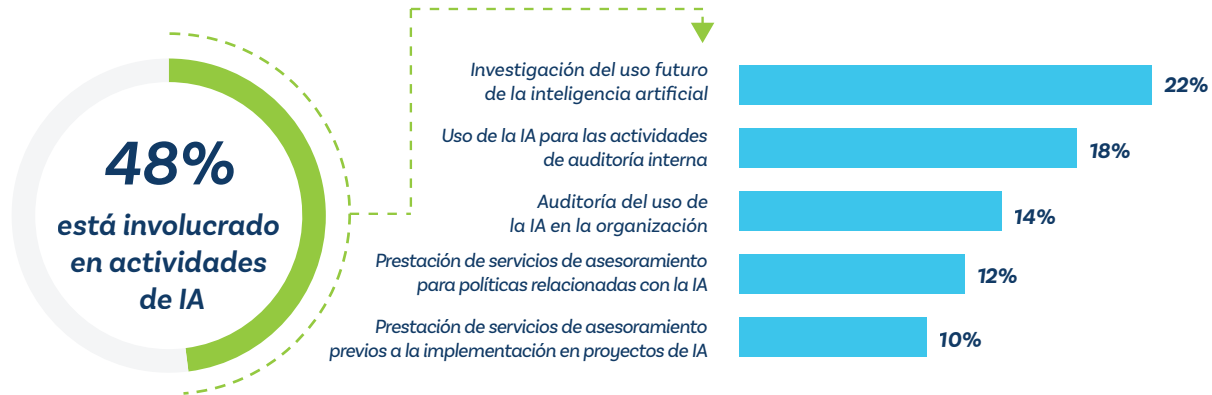 48%
está involucrado
en actividades
de IA
Investigación del uso futuro
de la inteligencia artificial
22%
Uso de la IA para las actividades
de auditoría interna
18%
Auditoría del uso de
la IA en la organización
14%
Prestación de servicios de asesoramiento
para políticas relacionadas con la IA
12%
Prestación de servicios de asesoramiento
previos a la implementación en proyectos de IA
10%